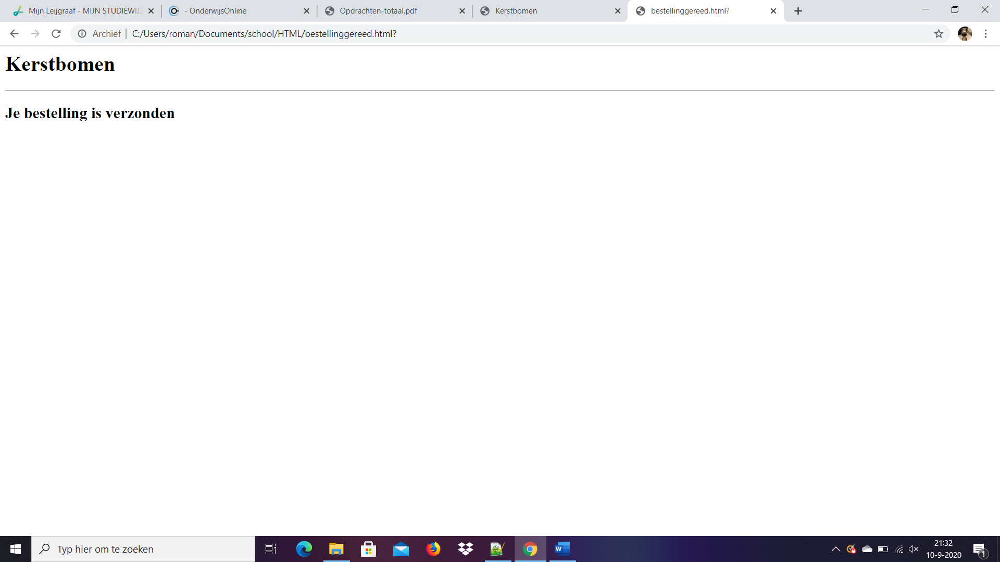 Mijn Leijgraaf - MIJN STUDIEWIJZ
- OnderwijsOnline
Opdrachten-totaal.pdf
Kerstbomen
bestellinggereed.html?
Archief | C:/Users/roman/Documents/school/HTML/bestellinggereed.html?
Kerstbomen
Je bestelling is verzonden
Typ hier om te zoeken
W
21:32
10-9-2020
1